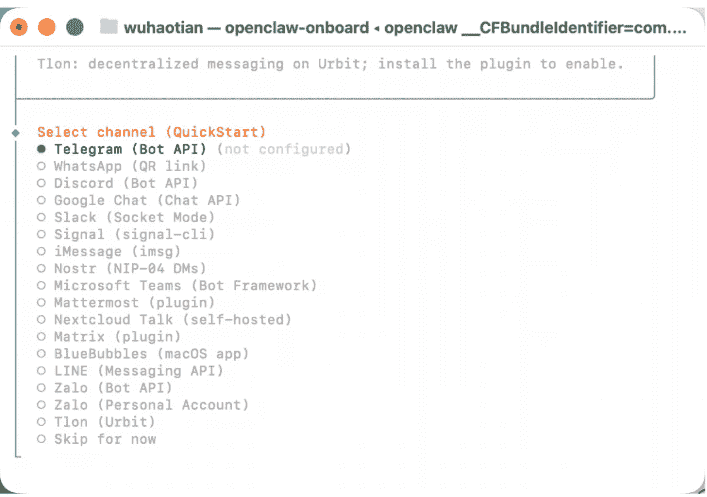 wuhaotian — openclaw-onboard ◂ openclaw __CFBundleIdentifier=com....
Tlon: decentralized messaging on Urbit; install the plugin to enable.
Select channel (QuickStart)
Telegram (Bot API) (not configured)
WhatsApp (QR link)
Discord (Bot API)
Google Chat (Chat API)
Slack (Socket Mode)
Signal (signal-cli)
iMessage (imsg)
Nostr (NIP-04 DMs)
Microsoft Teams (Bot Framework)
Mattermost (plugin)
Nextcloud Talk (self-hosted)
Matrix (plugin)
BlueBubbles (macOS app)
LINE (Messaging API)
Zalo (Bot API)
Zalo (Personal Account)
Tlon (Urbit)
Skip for now